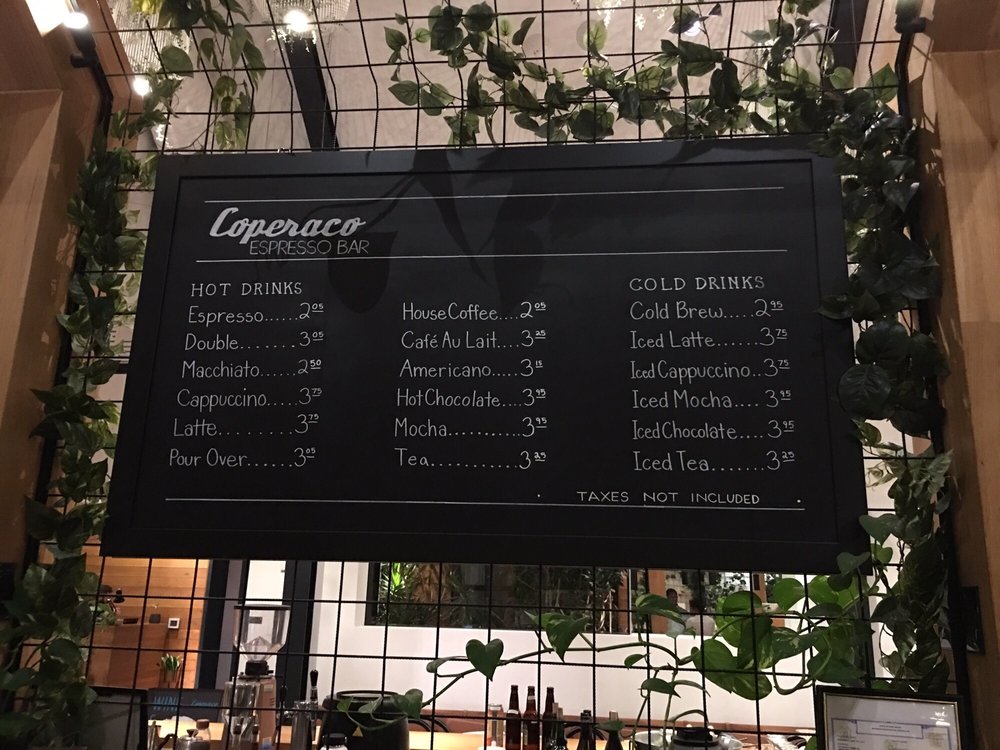 Coperaco
ESPRESSO BAR
HOT DRINKS
Espresso......2.05
Double.......3.05
Macchiato......2.50
Cappuccino.....3.75
Latte........3.75
Pour Over......3.05
House Coffee....2.05
Café Au Lait....3.25
Americano.....3.15
Hot Chocolate...3.95
Mocha...........3.95
Tea...........3.25
COLD DRINKS
Cold Brew.....2.95
Iced Latte......3.75
Iced Cappuccino..3.75
Iced Mocha....3.95
Iced Chocolate....3.95
Iced Tea.......3.25
TAXES NOT INCLUDED
WINE